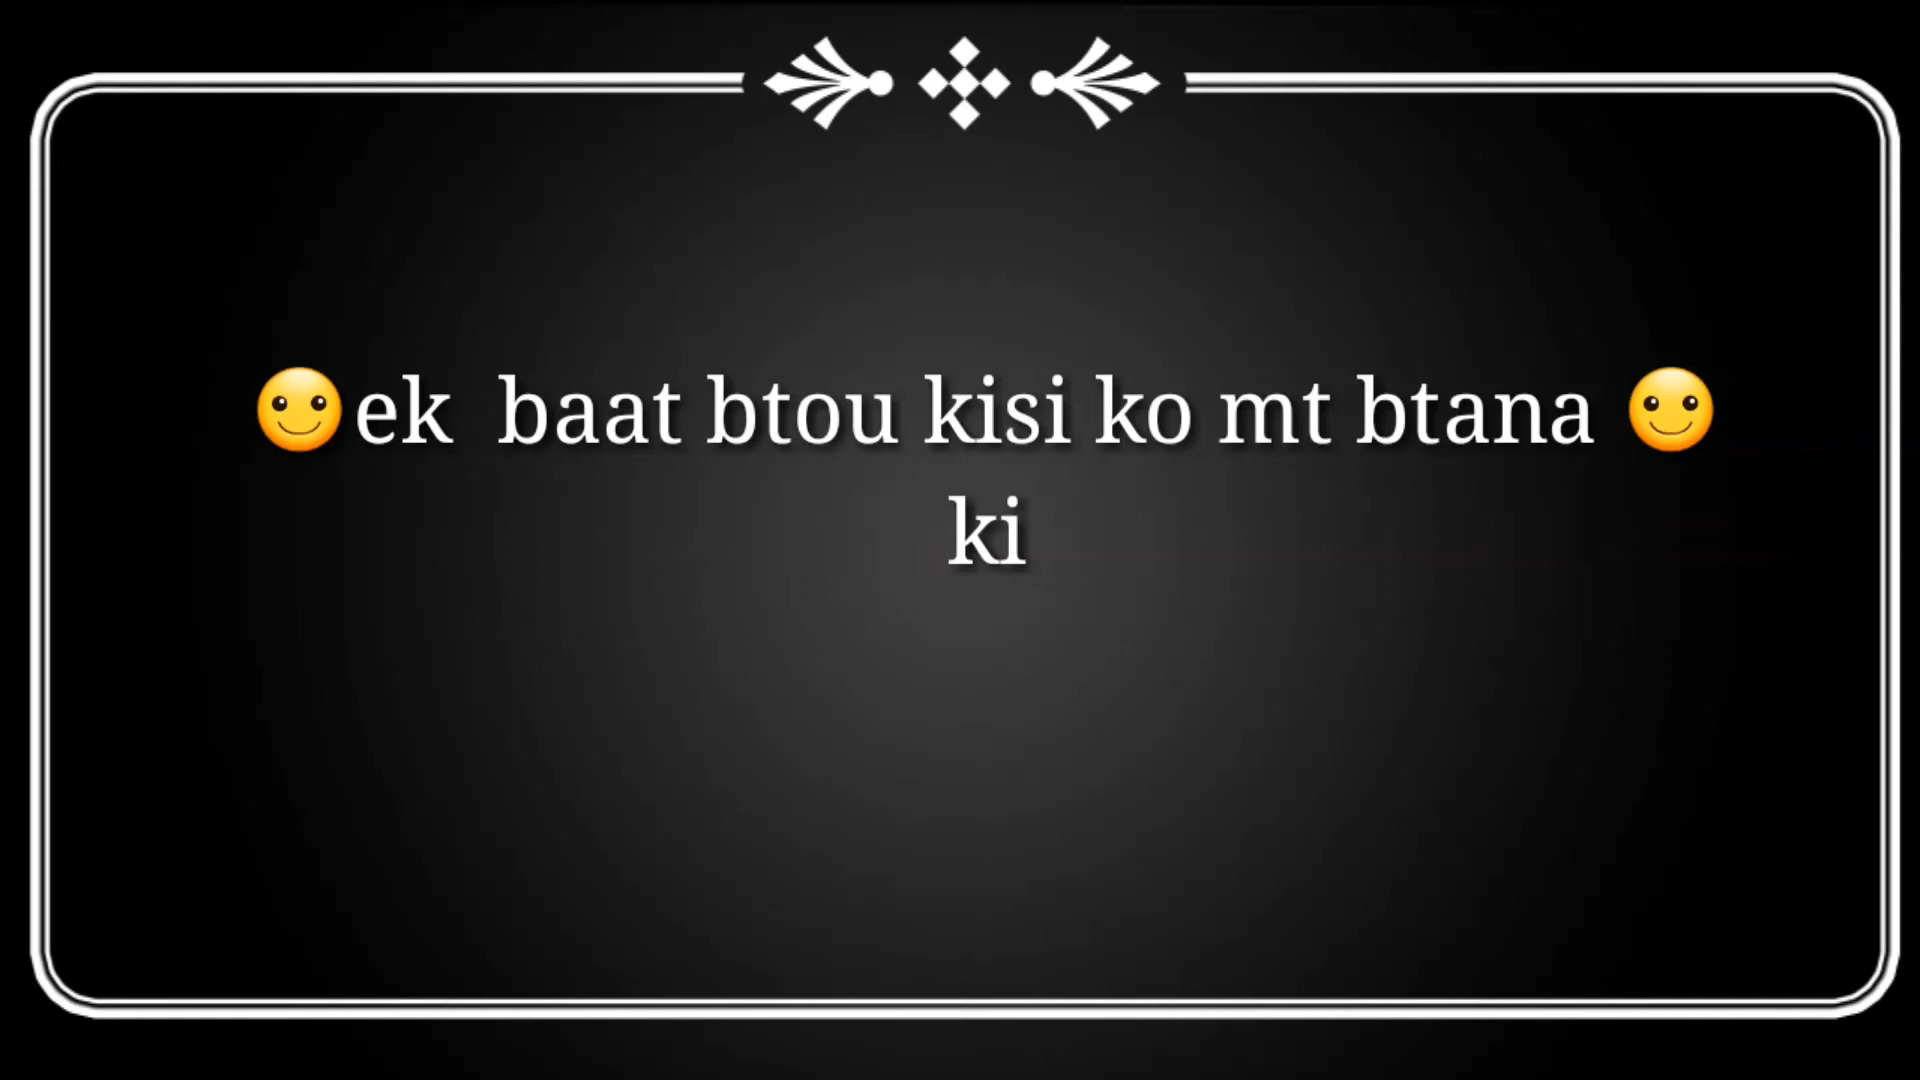 🙂ek  baat btou kisi ko mt btana 🙂
ki